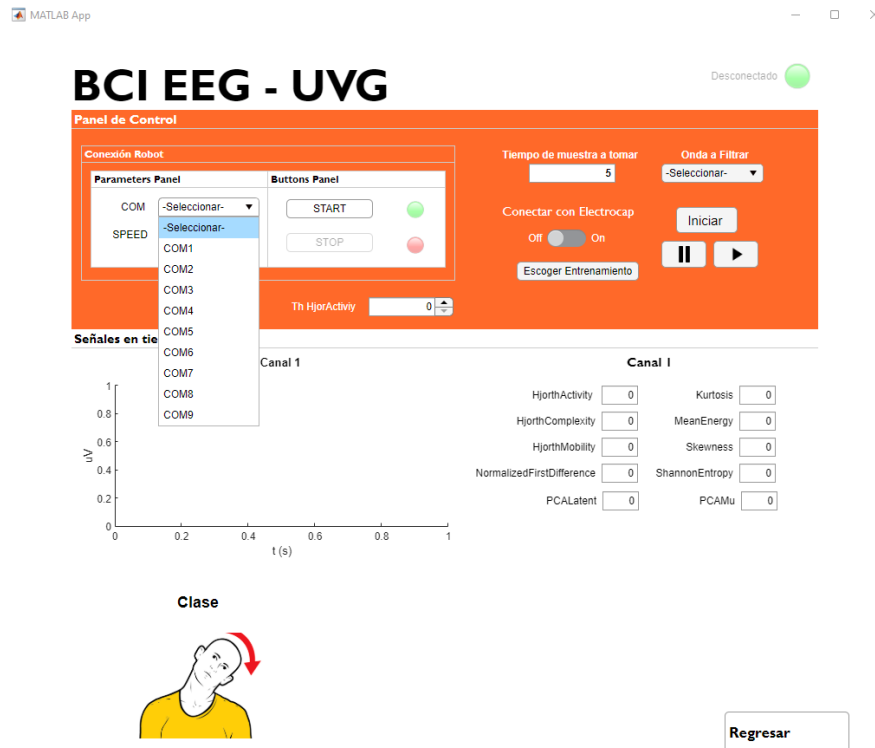 MATLAB App
BCI EEG - UVG
Desconectado
Panel de Control
Conexión Robot
Parameters Panel
Buttons Panel
COM
-Seleccionar-
SPEED
-Seleccionar-
COM1
COM2
COM3
COM4
COM5
COM6
COM7
COM8
COM9
START
STOP
Th HjorActiviy
0
Tiempo de muestra a tomar
5
Onda a Filtrar
-Seleccionar-
Conectar con Electrocap
Off
On
Iniciar
Escoger Entrenamiento
Señales en
Canal 1
1
0.8
0.6
0.4
0.2
0
uV
0
0.2
0.4
0.6
0.8
1
t (s)
Canal 1
HjorthActivity 0
Kurtosis 0
HjorthComplexity 0
MeanEnergy 0
HjorthMobility 0
Skewness 0
NormalizedFirstDifference 0
ShannonEntropy 0
PCALatent 0
PCAMu 0
Clase
Regresar